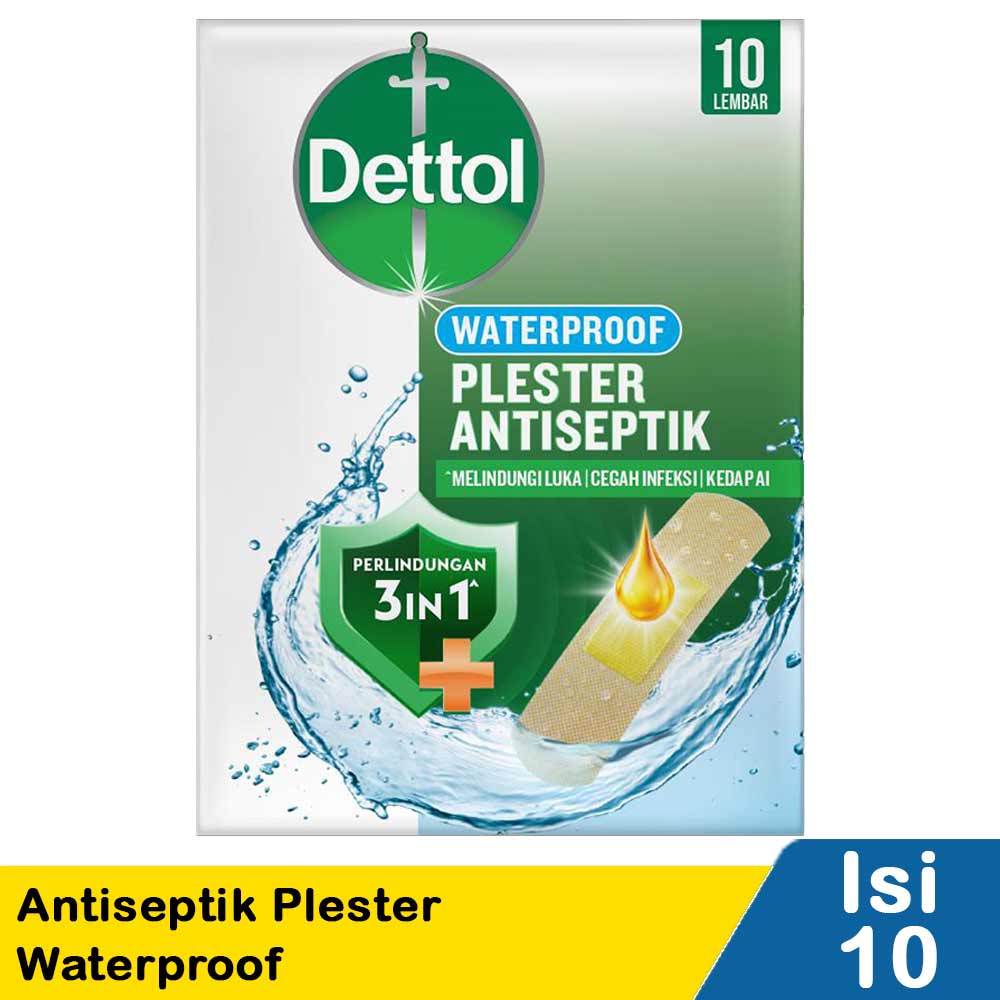 10
LEMBAR
Dettol
WATERPROOF
PLESTER
ANTISEPTIK
^MELINDUNGI LUKA | CEGAH INFEKSI | KEDAP AI
PERLINDUNGAN
3 IN 1^
Antiseptik Plester
Waterproof
Isi
10